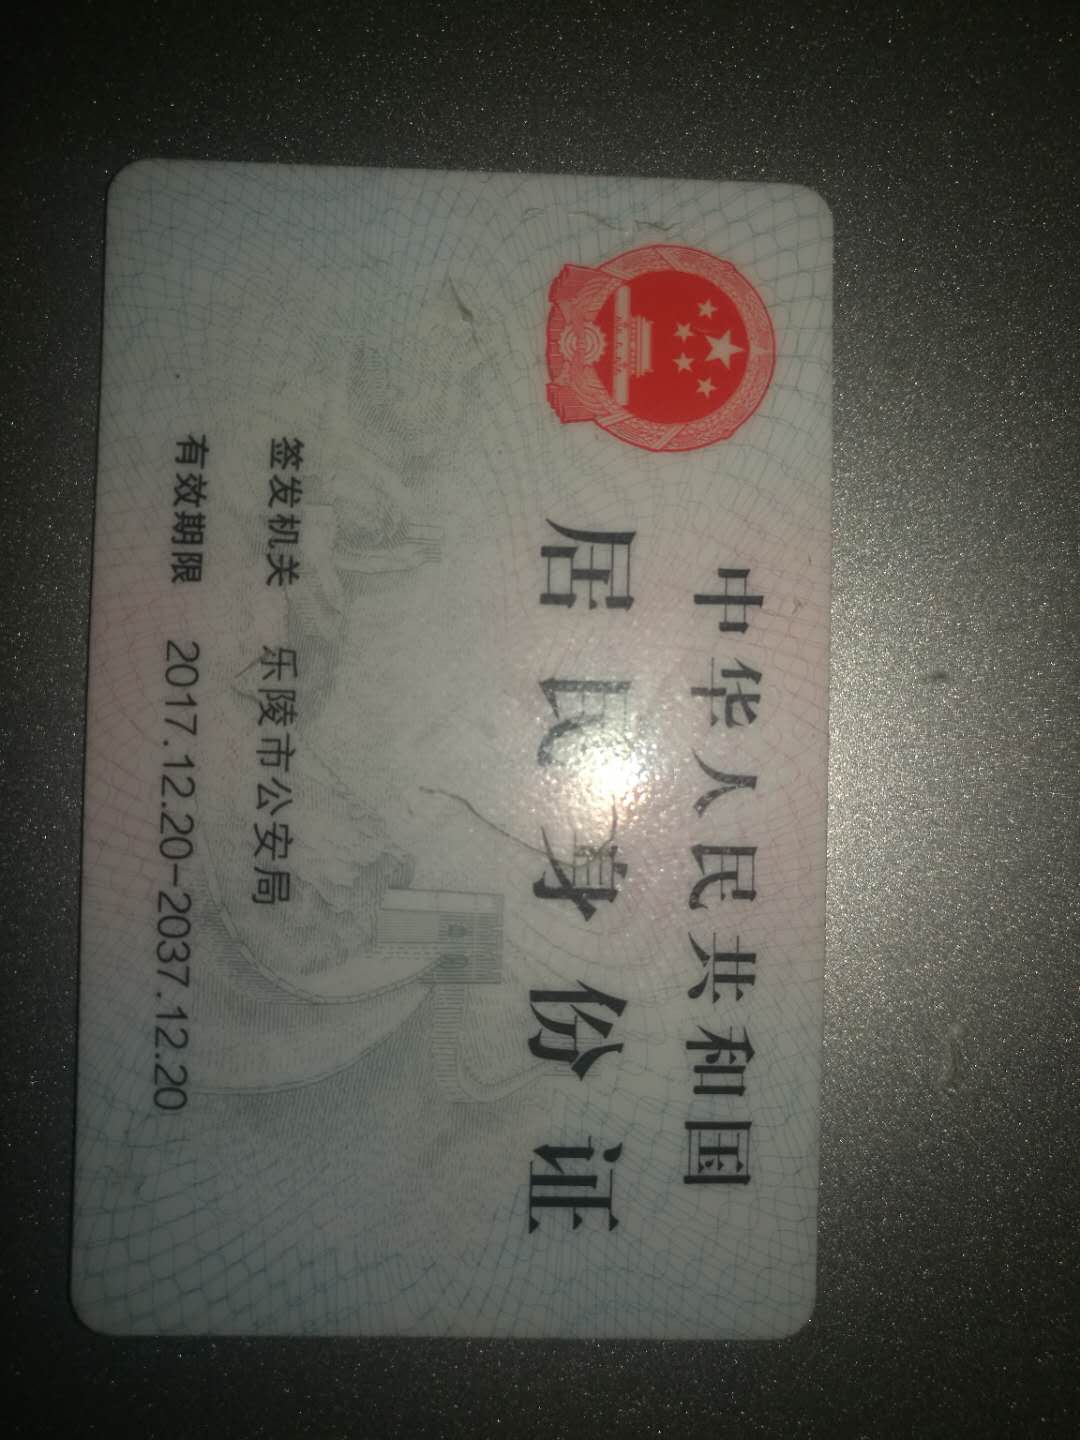 中华人民共和国
居民身份证
签发机关 乐陵市公安局
有效期限 2017.12.20-2037.12.20